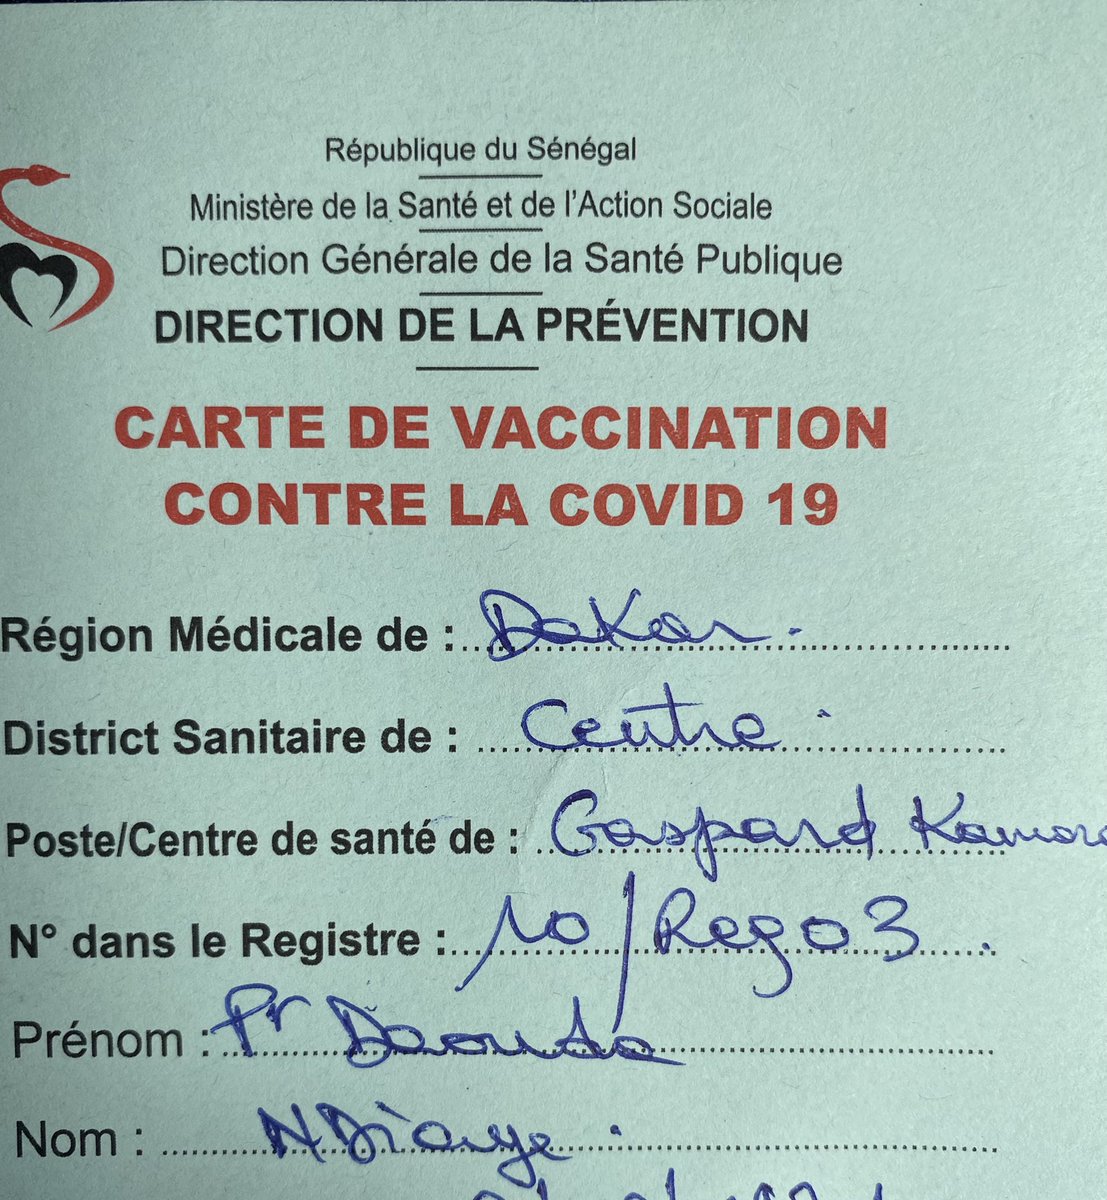 République du Sénégal
Ministère de la Santé et de l'Action Sociale
Direction Générale de la Santé Publique
DIRECTION DE LA PRÉVENTION
CARTE DE VACCINATION
CONTRE LA COVID 19
Région Médicale de : Dakar
District Sanitaire de : Centre
Poste/Centre de santé de : Gaspard Kamara
N° dans le Registre : 10/Reg03
Prénom : Pr Daouda
Nom : NDiaye